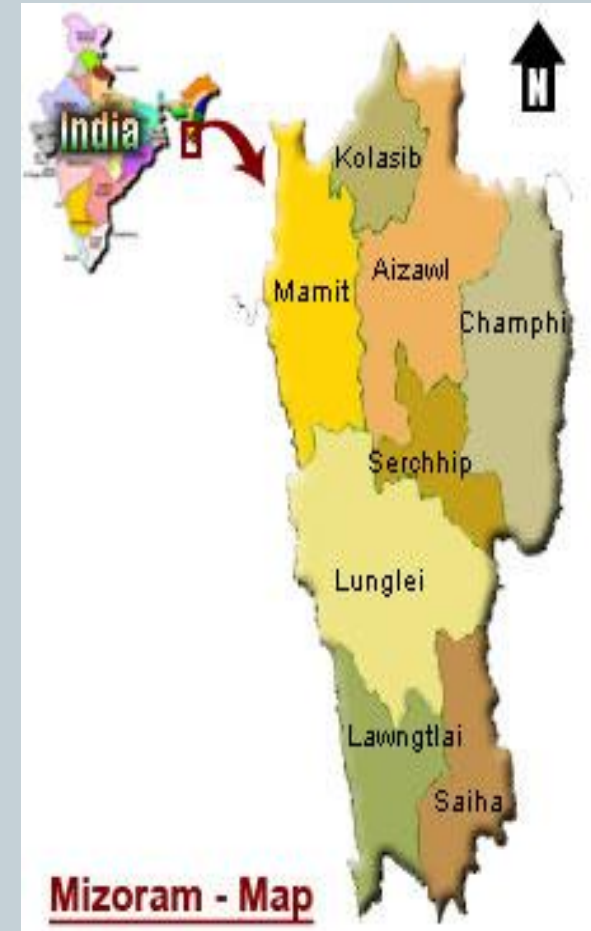 India
N
Kolasib
Aizawl
Mamit
Champhi
Serchhip
Lunglei
Lawngtlai
Saiha
Mizoram - Map